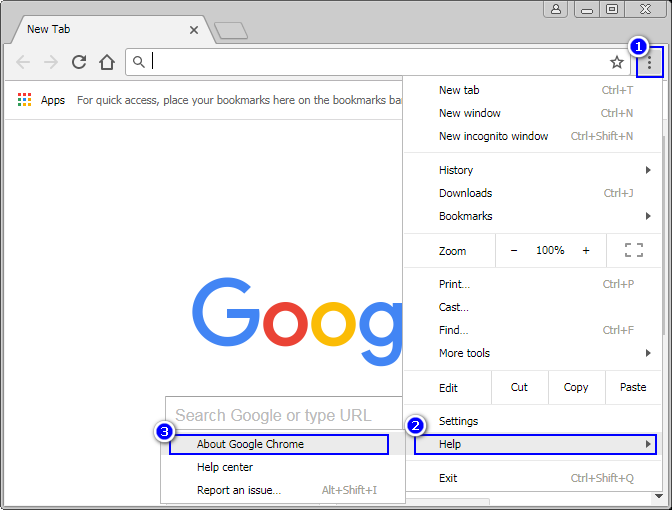 New Tab
1
Apps For quick access, place your bookmarks here on the bookmarks ba
New tab Ctrl+T
New window Ctrl+N
New incognito window Ctrl+Shift+N
History
Downloads Ctrl+J
Bookmarks
Zoom − 100% +
Print... Ctrl+P
Cast...
Find... Ctrl+F
More tools
Edit Cut Copy Paste
Settings
2 Help
Exit Ctrl+Shift+Q
Goog
Search Google or type URL
3 About Google Chrome
Help center
Report an issue... Alt+Shift+I